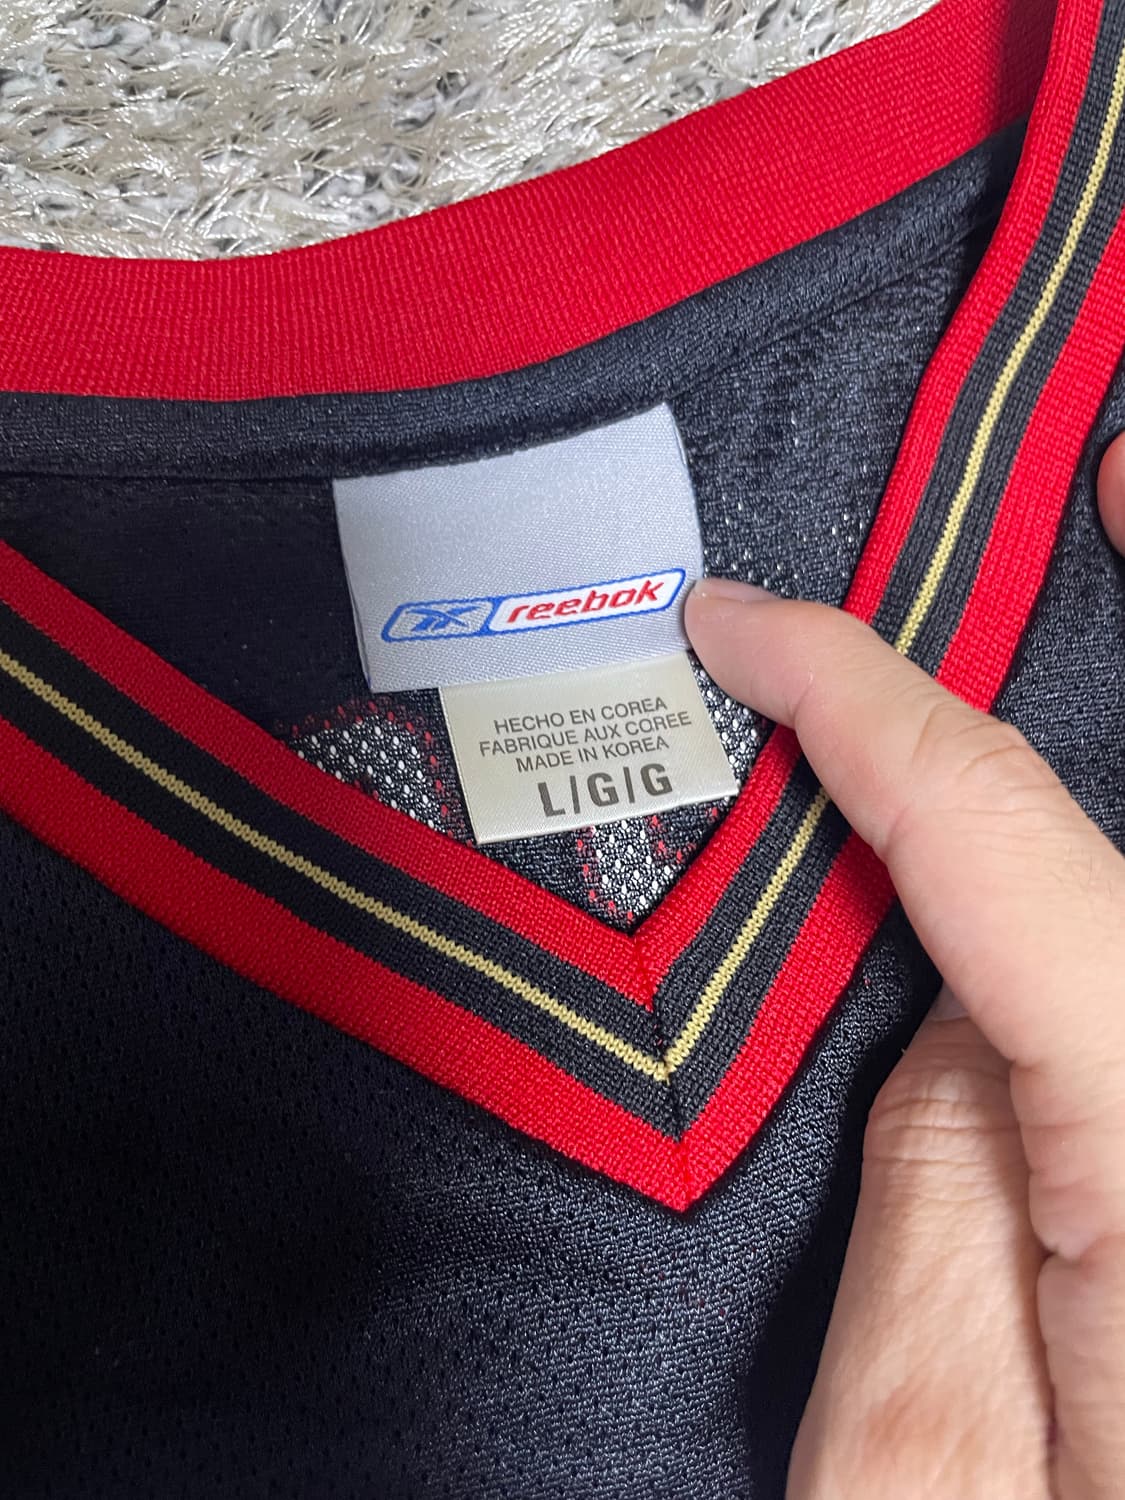 reebok
HECHO EN COREA
FABRIQUE AUX COREE
MADE IN KOREA
L/G/G